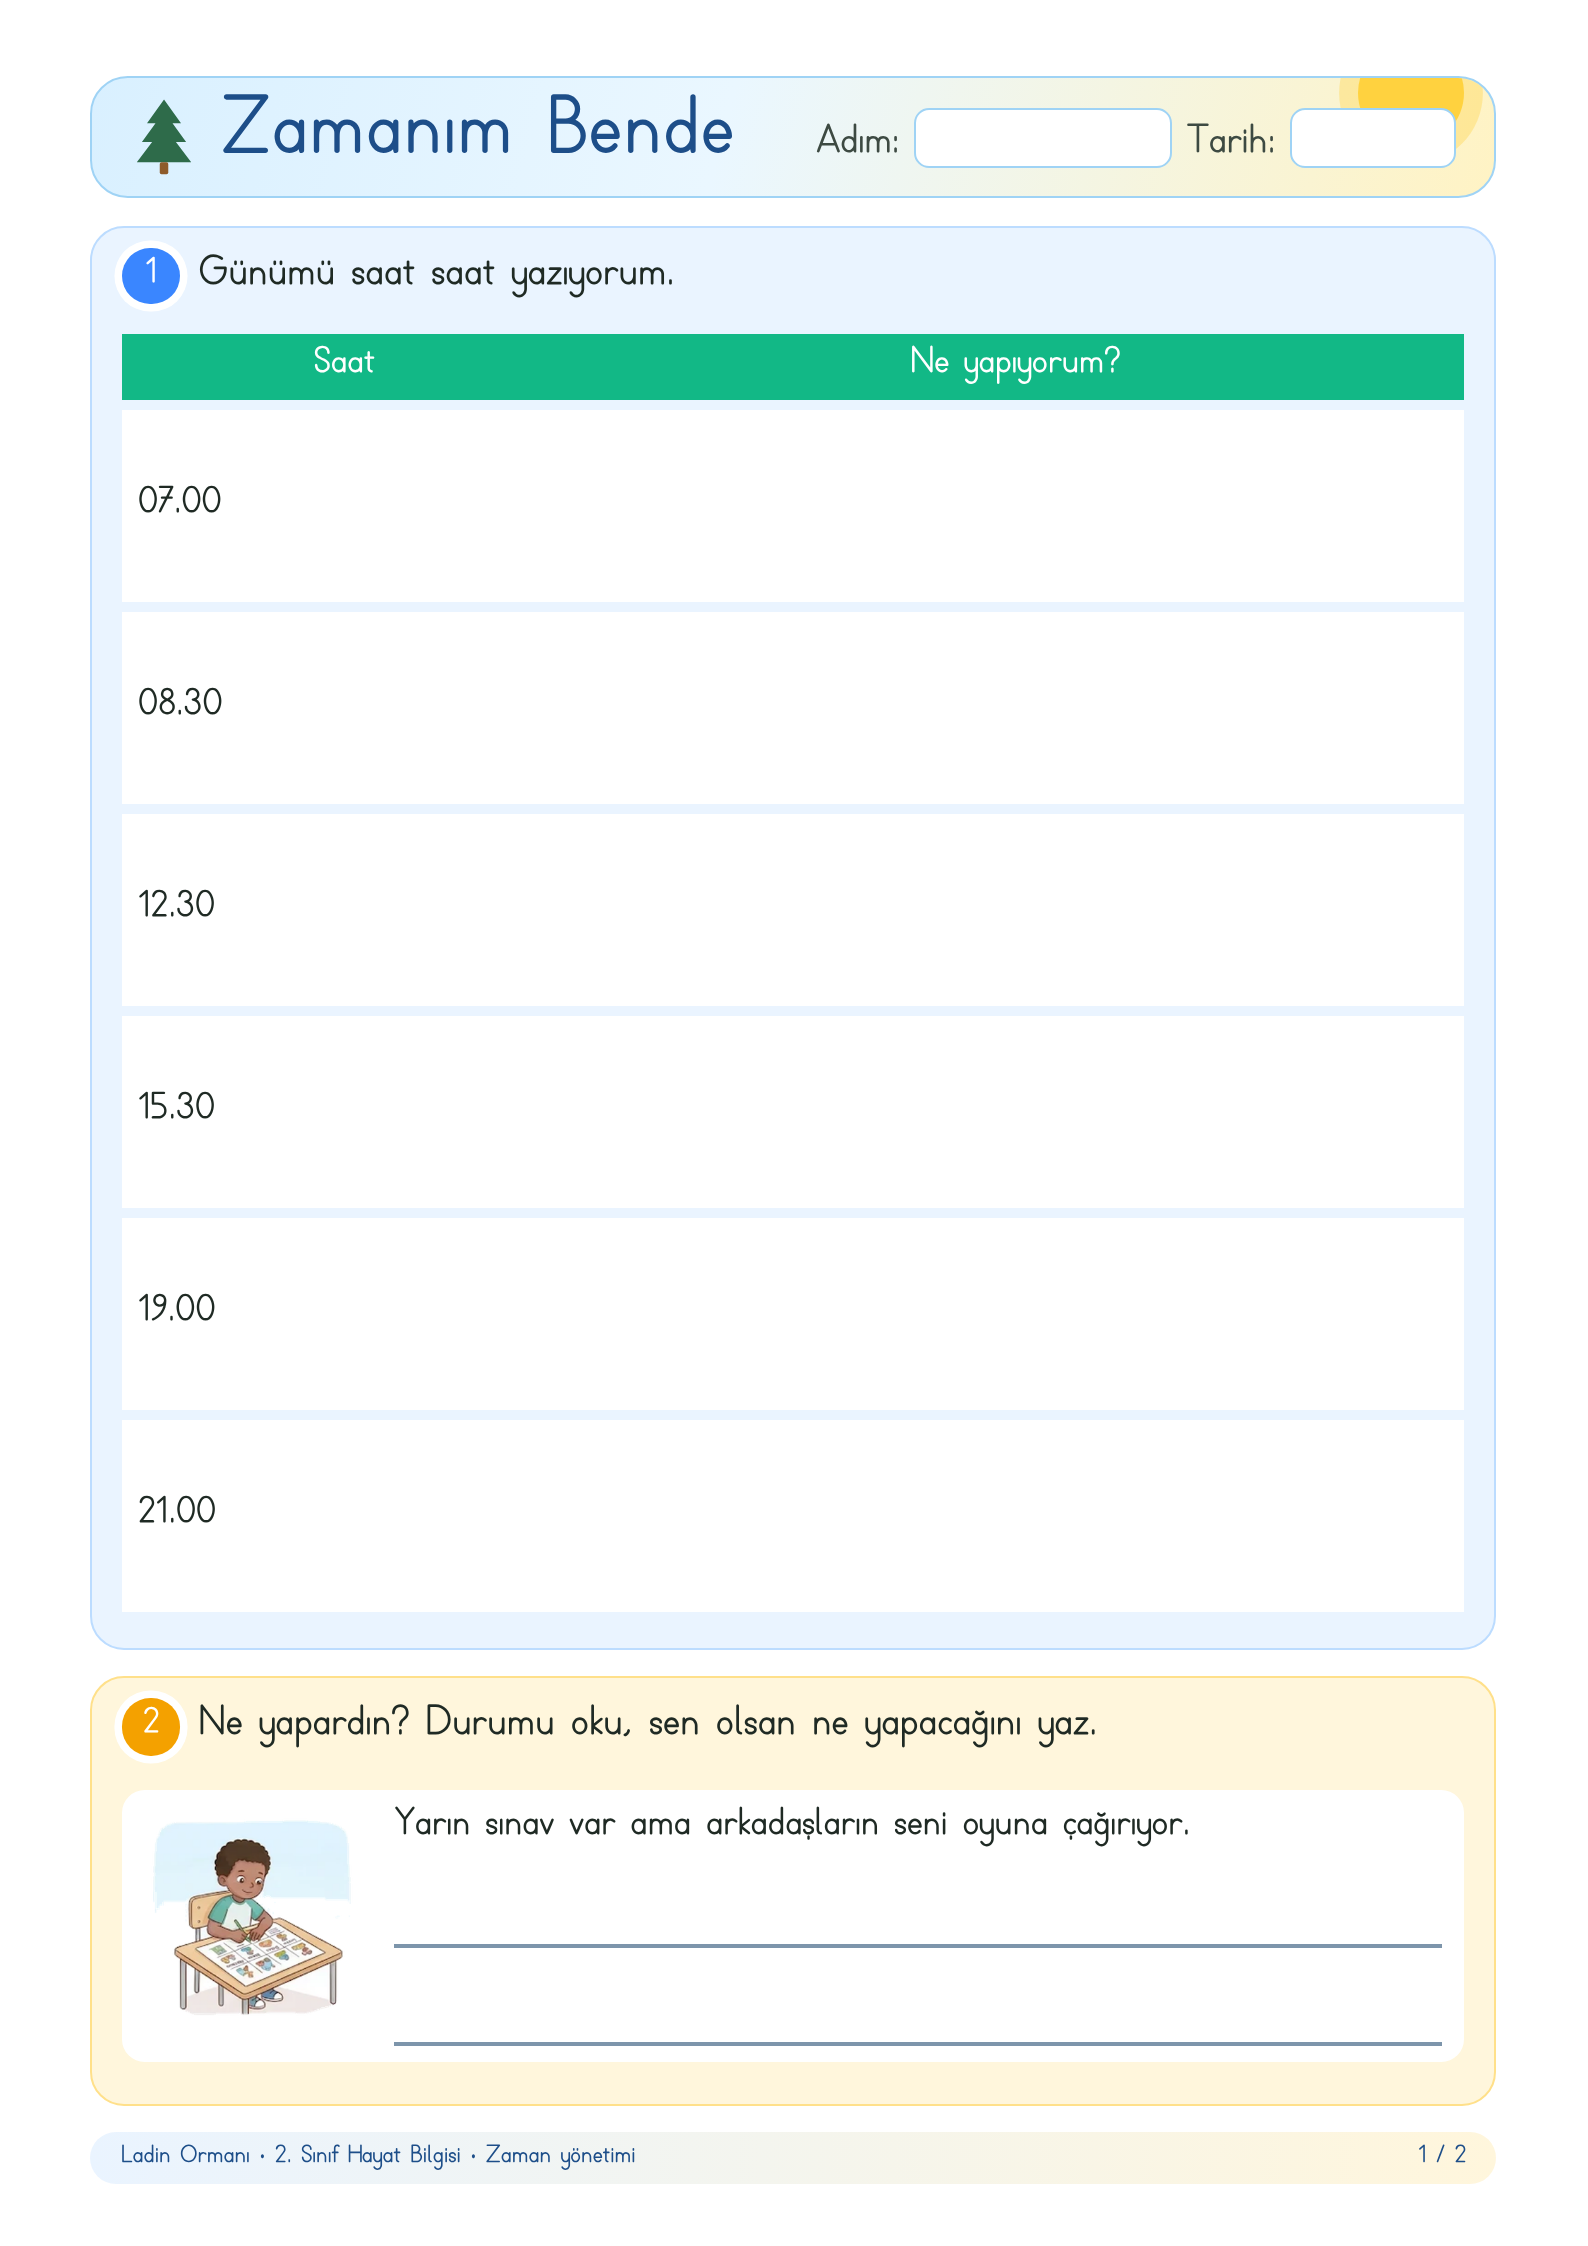 Zamanım Bende
Adım:
Tarih:
1
Günümü saat saat yazıyorum.
Saat
Ne yapıyorum?
07.00
08.30
12.30
15.30
19.00
21.00
2
Ne yapardın? Durumu oku, sen olsan ne yapacağını yaz.
Yarın sınav var ama arkadaşların seni oyuna çağırıyor.
Ladin Ormanı • 2. Sınıf Hayat Bilgisi • Zaman yönetimi
1 / 2